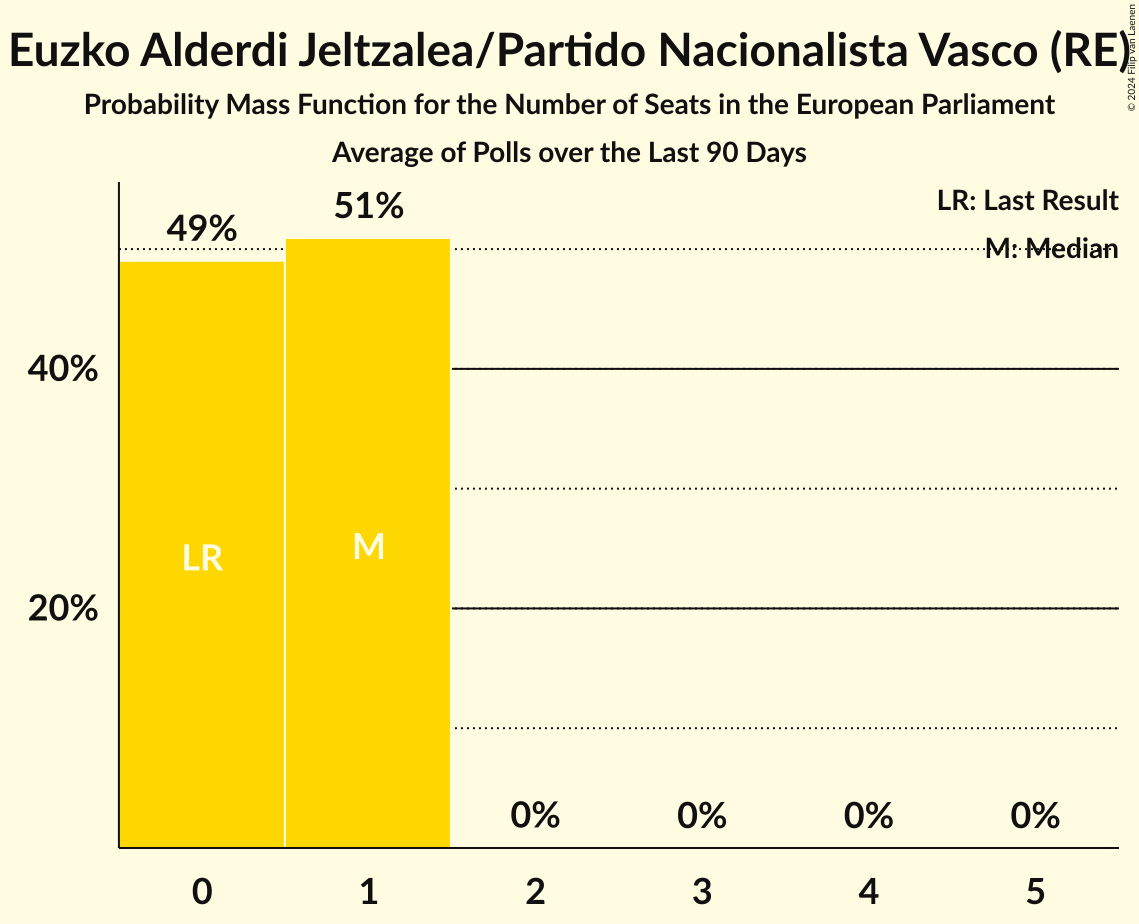 Euzko Alderdi Jeltzalea/Partido Nacionalista Vasco (RE)
© 2024 Filip van Laenen
Probability Mass Function for the Number of Seats in the European Parliament
Average of Polls over the Last 90 Days
LR: Last Result
M: Median
49%
51%
40%
20%
LR
M
0%
0%
0%
0%
0
1
2
3
4
5